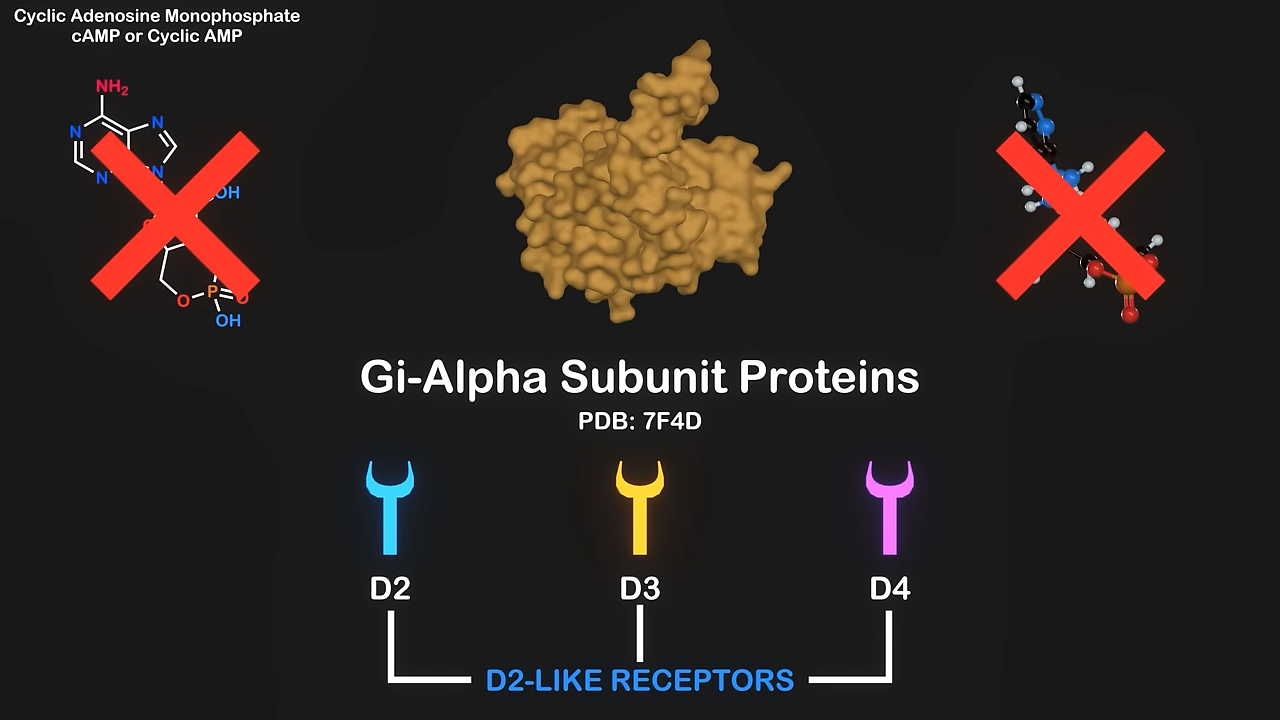 Cyclic Adenosine Monophosphate
cAMP or Cyclic AMP
NH₂
N
N
N
N
OH
O
P
O
OH
Gi-Alpha Subunit Proteins
PDB: 7F4D
D2
D3
D4
D2-LIKE RECEPTORS